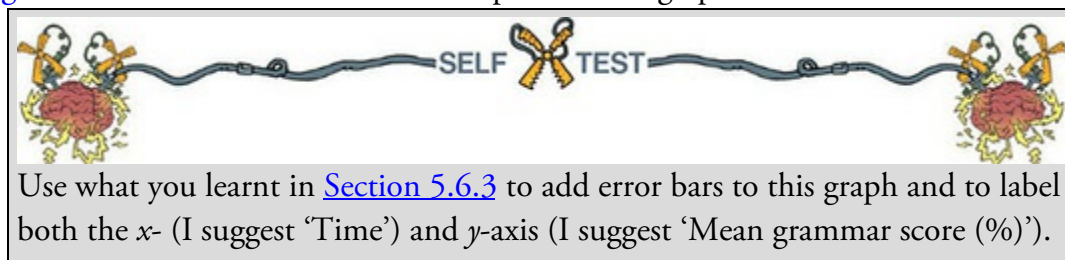 SELF TEST
Use what you learnt in Section 5.6.3 to add error bars to this graph and to label
both the x- (I suggest ‘Time’) and y-axis (I suggest ‘Mean grammar score (%)’).